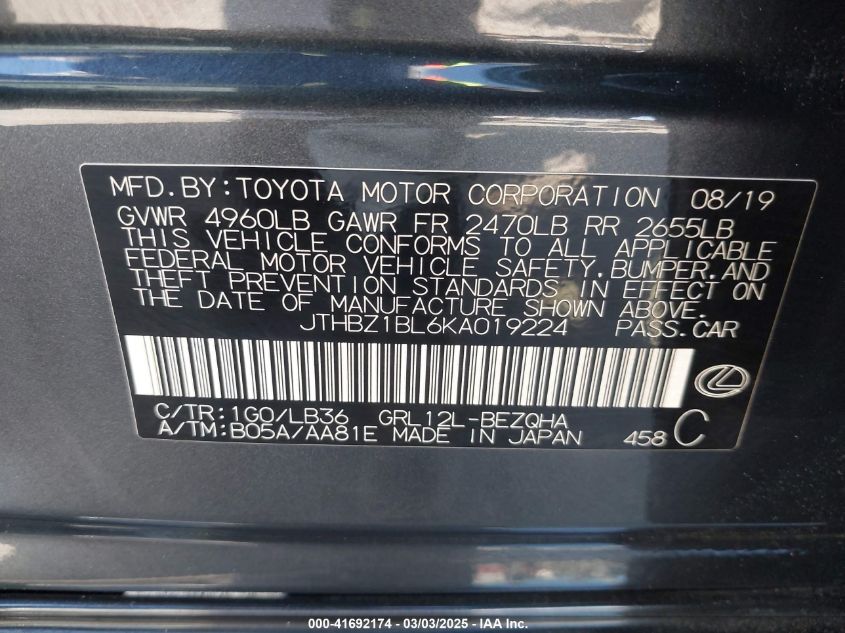 MFD.BY:TOYOTA MOTOR CORPORATION 08/19
GVWR 4960LB GAWR FR 2470LB RR 2655LB
THIS VEHICLE CONFORMS TO ALL APPLICABLE
FEDERAL MOTOR VEHICLE SAFETY,BUMPER,AND
THEFT PREVENTION STANDARDS IN EFFECT ON
THE DATE OF MANUFACTURE SHOWN ABOVE.
JTHBZ1BL6KA019224 PASS.CAR
C/TR:1G0/LB36 GRL12L-BEZQHA
A/TM:B05A/AA81E MADE IN JAPAN 458 C
000-41692174 - 03/03/2025 - IAA Inc.